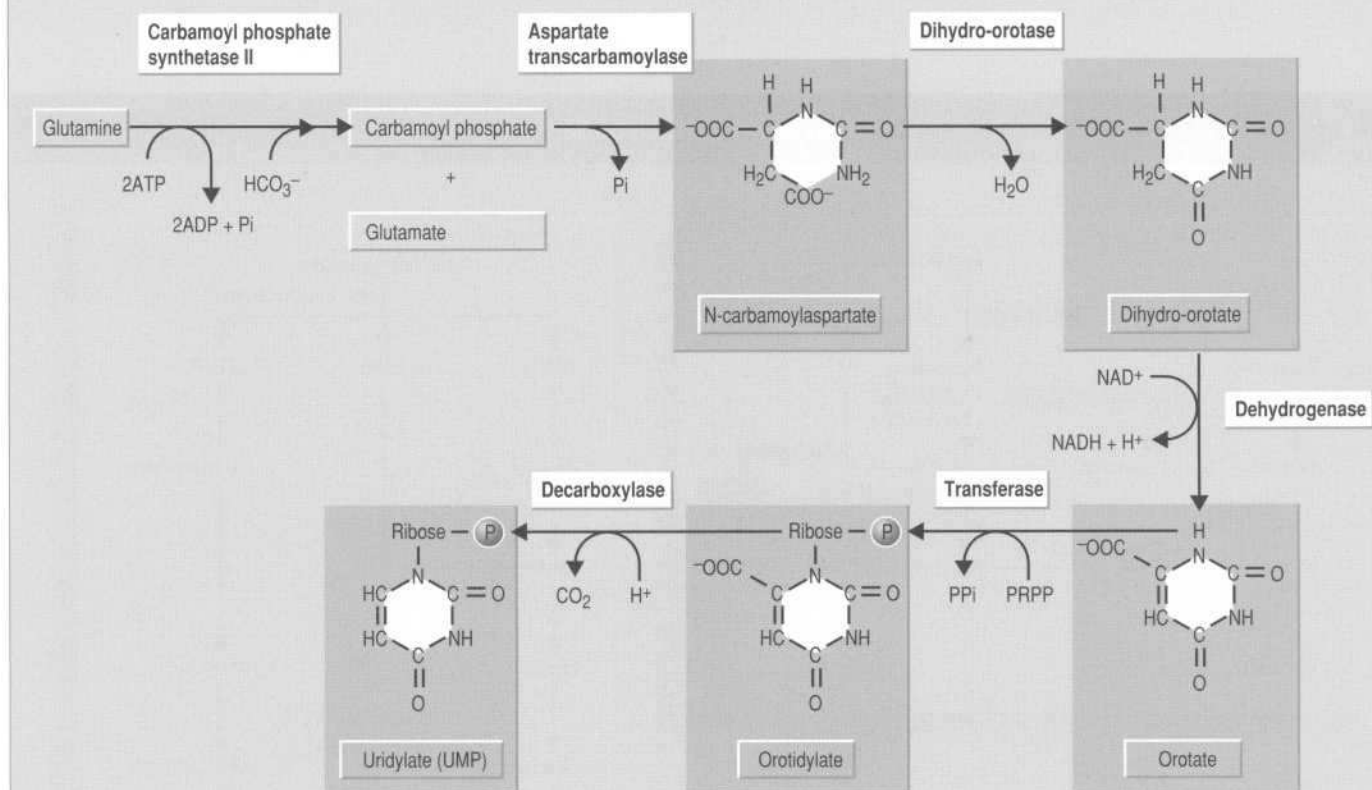 Carbamoyl phosphate
synthetase II
Aspartate
transcarbamoylase
Dihydro-orotase
Glutamine
2ATP
2ADP + Pi
HCO₃⁻
Carbamoyl phosphate
+
Glutamate
Pi
H H
N
⁻OOC C C = O
H₂C NH₂
COO⁻
N-carbamoylaspartate
H₂O
H H
N
⁻OOC C C = O
H₂C NH
C
O
Dihydro-orotate
NAD⁺
NADH + H⁺
Dehydrogenase
Decarboxylase
Transferase
Ribose P
N
HC C = O
HC NH
C
O
Uridylate (UMP)
CO₂ H⁺
Ribose P
⁻OOC N
C C = O
HC NH
C
O
Orotidylate
PPi PRPP
H
⁻OOC N
C C = O
HC NH
C
O
Orotate